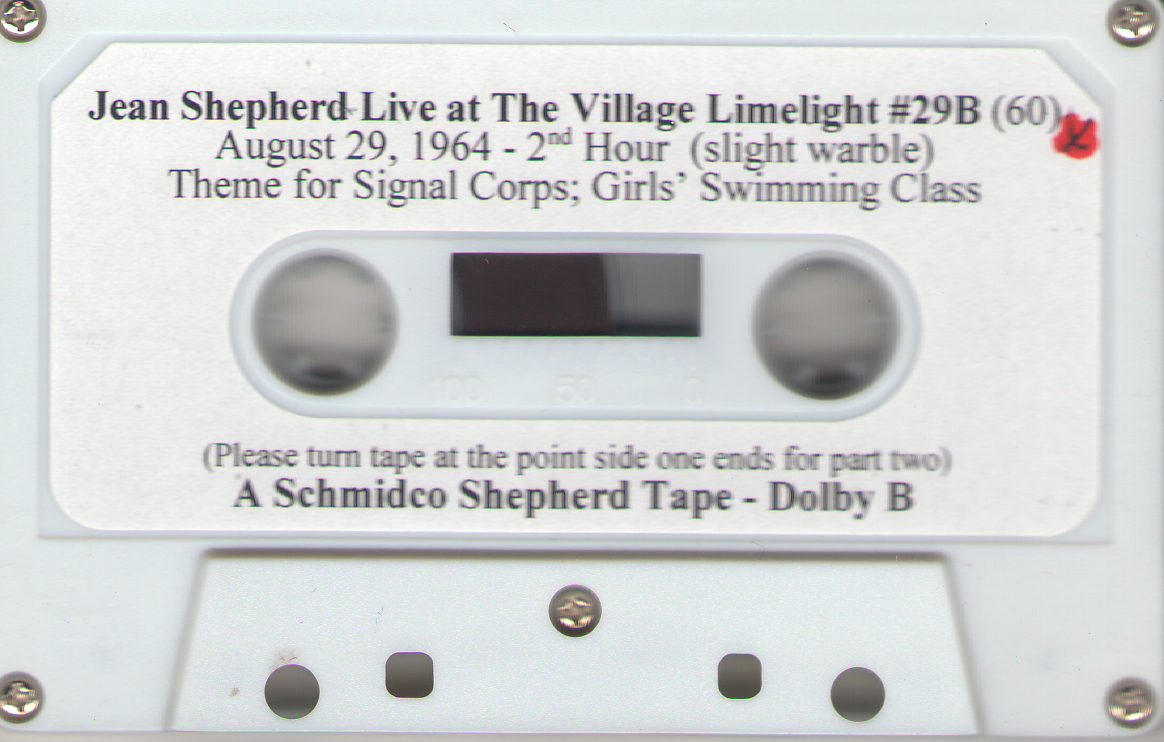 Jean Shepherd Live at The Village Limelight #29B (60)
August 29, 1964 - 2nd Hour (slight warble)
Theme for Signal Corps; Girls' Swimming Class
100 50 0
(Please turn tape at the point side one ends for part two)
A Schmidco Shepherd Tape - Dolby B